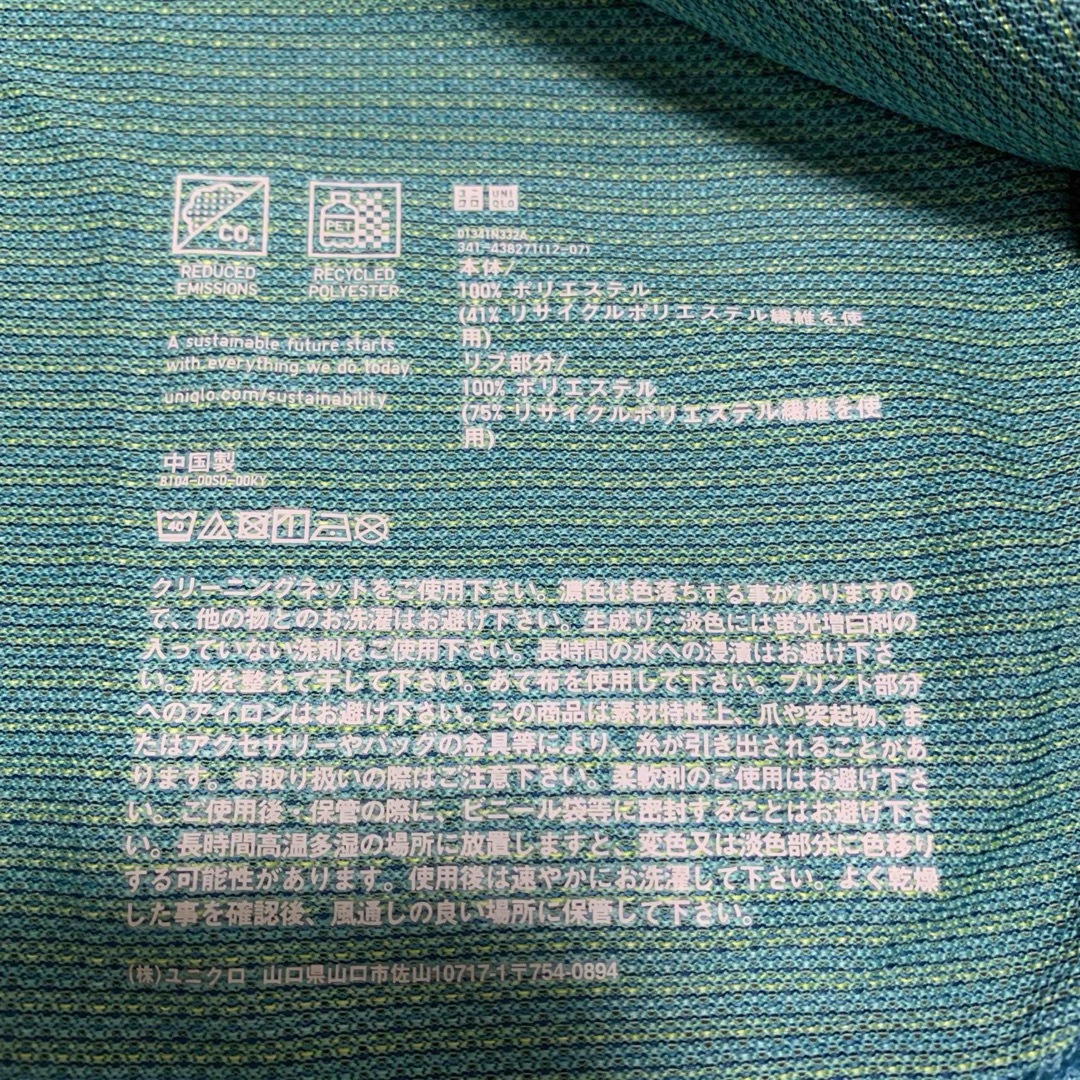 CO₂
REDUCED
EMISSIONS
PET
RECYCLED
POLYESTER
A sustainable future starts
with everything we do today.
uniqlo.com/sustainability
中国製
8104-00SD-00KY
ユニ
クロ
UNI
QLO
01341N332A
341-438271(12-07)
本体/
100% ポリエステル
(41% リサイクルポリエステル繊維を使
用)
リブ部分/
100% ポリエステル
(75% リサイクルポリエステル繊維を使
用)
40
クリーニングネットをご使用下さい。濃色は色落ちする事がありますの
で、他の物とのお洗濯はお避け下さい。生成り・淡色には蛍光増白剤の
入っていない洗剤をご使用下さい。長時間の水への浸漬はお避け下さ
い。形を整えて干して下さい。あて布を使用して下さい。プリント部分
へのアイロンはお避け下さい。この商品は素材特性上、爪や突起物、ま
たはアクセサリーやバッグの金具等により、糸が引き出されることがあ
ります。お取り扱いの際はご注意下さい。柔軟剤のご使用はお避け下さ
い。ご使用後・保管の際に、ビニール袋等に密封することはお避け下さ
い。長時間高温多湿の場所に放置しますと、変色又は淡色部分に色移り
する可能性があります。使用後は速やかにお洗濯して下さい。よく乾燥
した事を確認後、風通しの良い場所に保管して下さい。
(株)ユニクロ 山口県山口市佐山10717-1〒754-0894